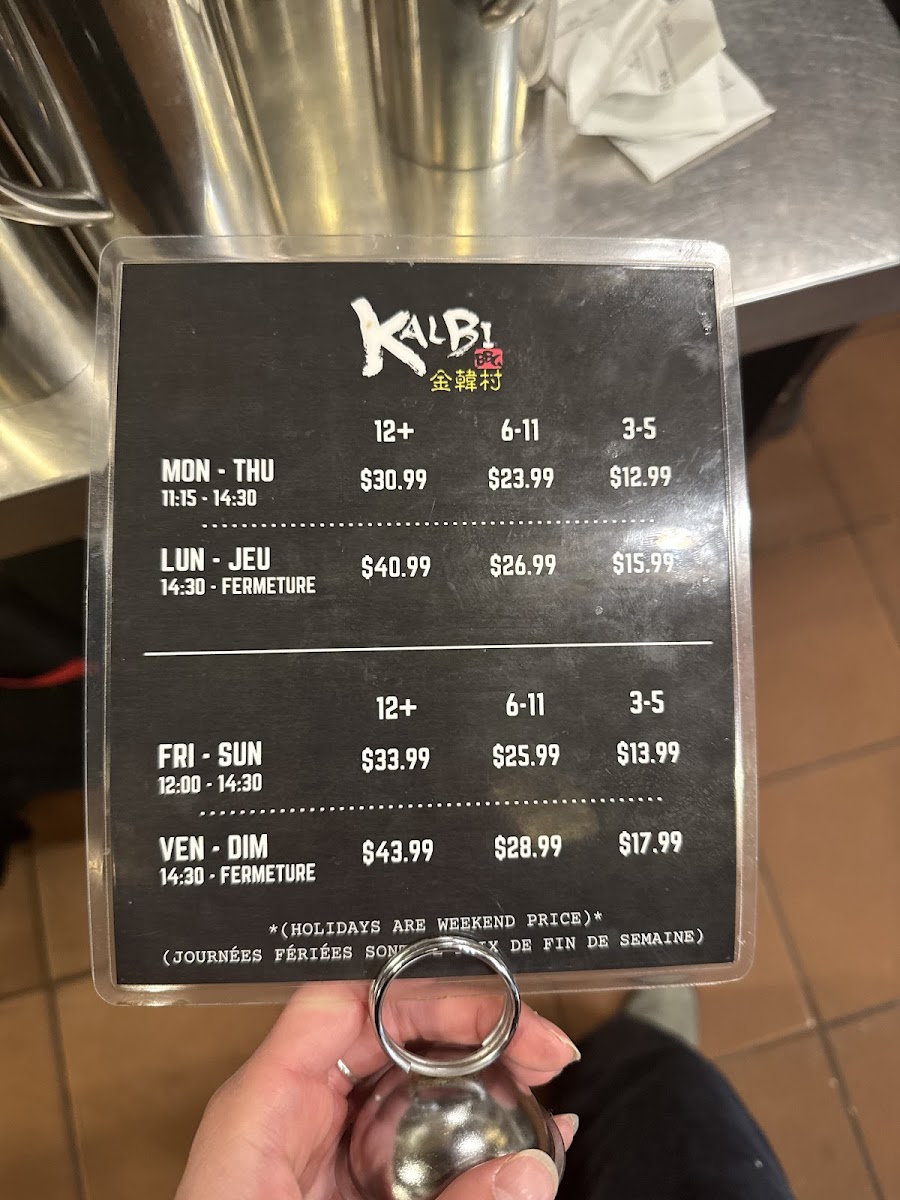 KALBI
BBQ
金韓村
12+ 6-11 3-5
MON - THU $30.99 $23.99 $12.99
11:15 - 14:30
LUN - JEU $40.99 $26.99 $15.99
14:30 - FERMETURE
12+ 6-11 3-5
FRI - SUN $33.99 $25.99 $13.99
12:00 - 14:30
VEN - DIM $43.99 $28.99 $17.99
14:30 - FERMETURE
*(HOLIDAYS ARE WEEKEND PRICE)*
(JOURNÉES FÉRIÉES DE FIN DE SEMAINE)